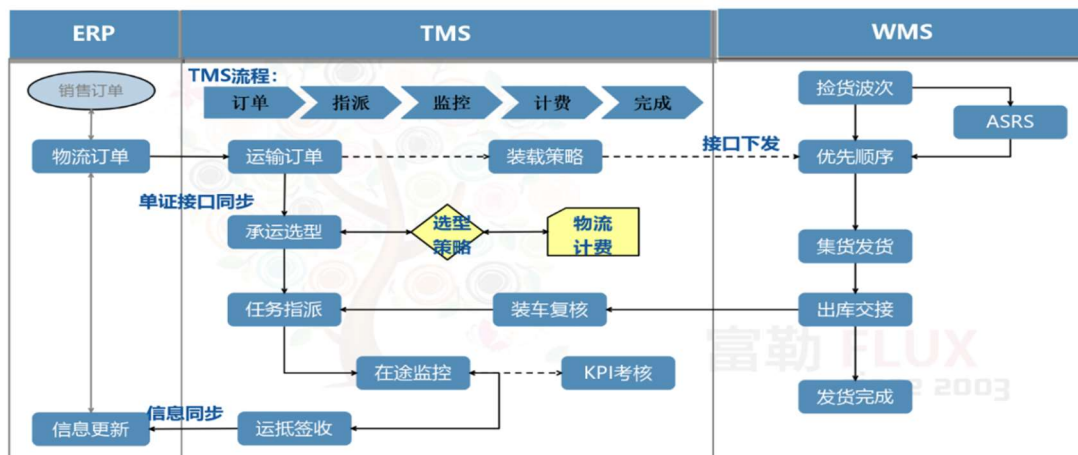 ERP
TMS
WMS
TMS流程：
订单
指派
监控
计费
完成
销售订单
捡货波次
ASRS
物流订单
运输订单
装载策略
接口下发
优先顺序
单证接口同步
承运选型
选型
策略
物流
计费
集货发货
任务指派
装车复核
出库交接
富勒 FLUX
2003
在途监控
KPI考核
发货完成
信息同步
信息更新
运抵签收